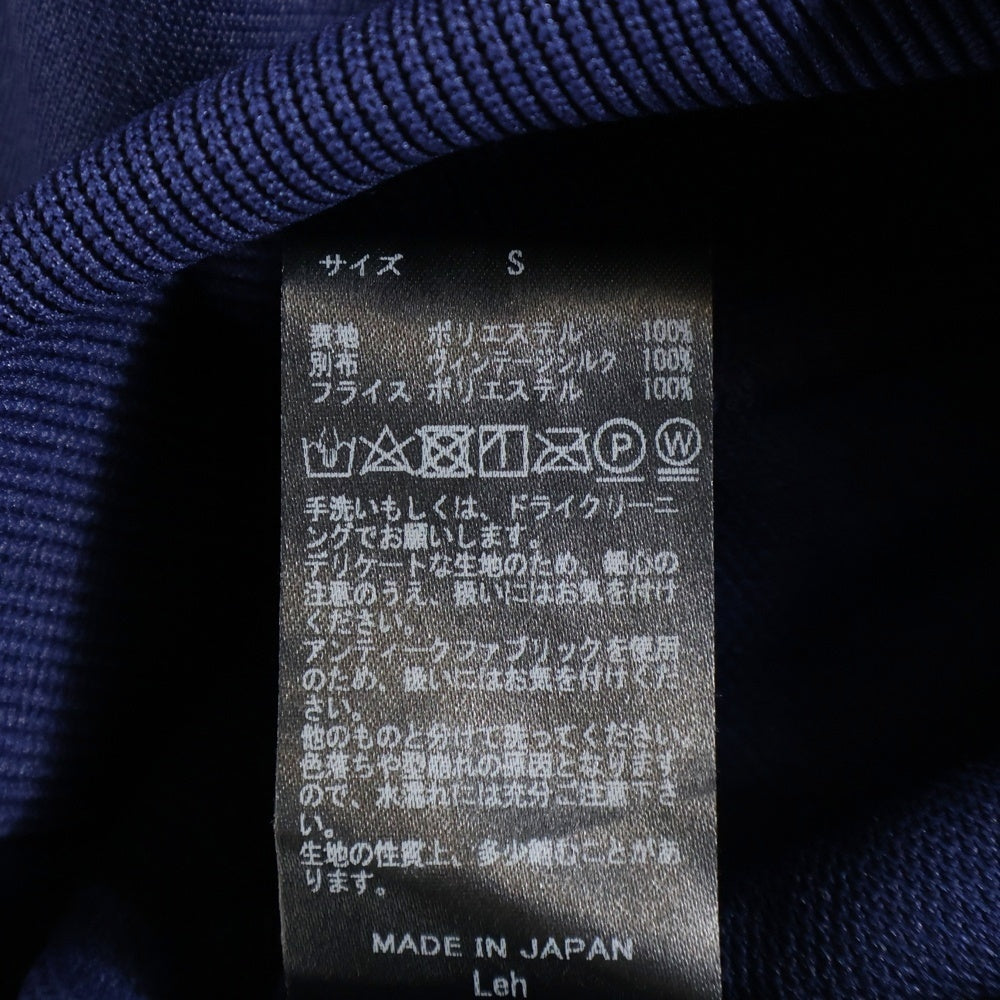 サイズ S
表地 ポリエステル 100%
別布 ヴィンテージシルク 100%
フライス ポリエステル 100%
P W
手洗いもしくは、ドライクリーニ
ングでお願いします。
デリケートな生地のため、細心の
注意のうえ、扱いにはお気を付け
ください。
アンティークファブリックを使用
のため、扱いにはお気を付けくだ
さい。
他のものと分けて洗ってください
色落ちや型崩れの原因となります
ので、水濡れには充分ご注意下さ
い。
生地の性質上、多少縮むことがあ
ります。
MADE IN JAPAN
Leh